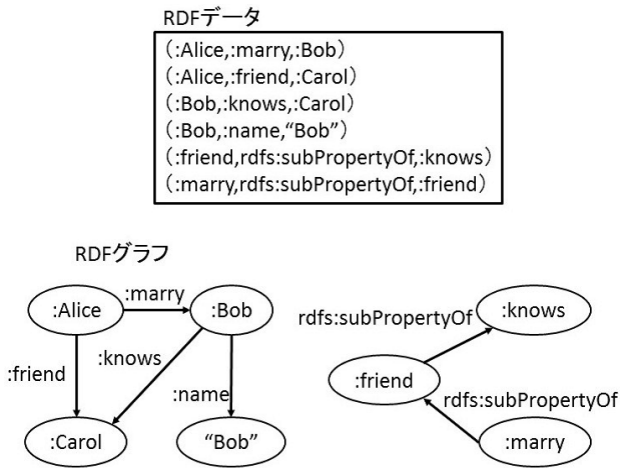 RDFデータ
(:Alice,:marry,:Bob)
(:Alice,:friend,:Carol)
(:Bob,:knows,:Carol)
(:Bob,:name,“Bob”)
(:friend,rdfs:subPropertyOf,:knows)
(:marry,rdfs:subPropertyOf,:friend)
RDFグラフ
:Alice
:marry
:Bob
:friend
:knows
:name
:Carol
“Bob”
:knows
rdfs:subPropertyOf
:friend
rdfs:subPropertyOf
:marry